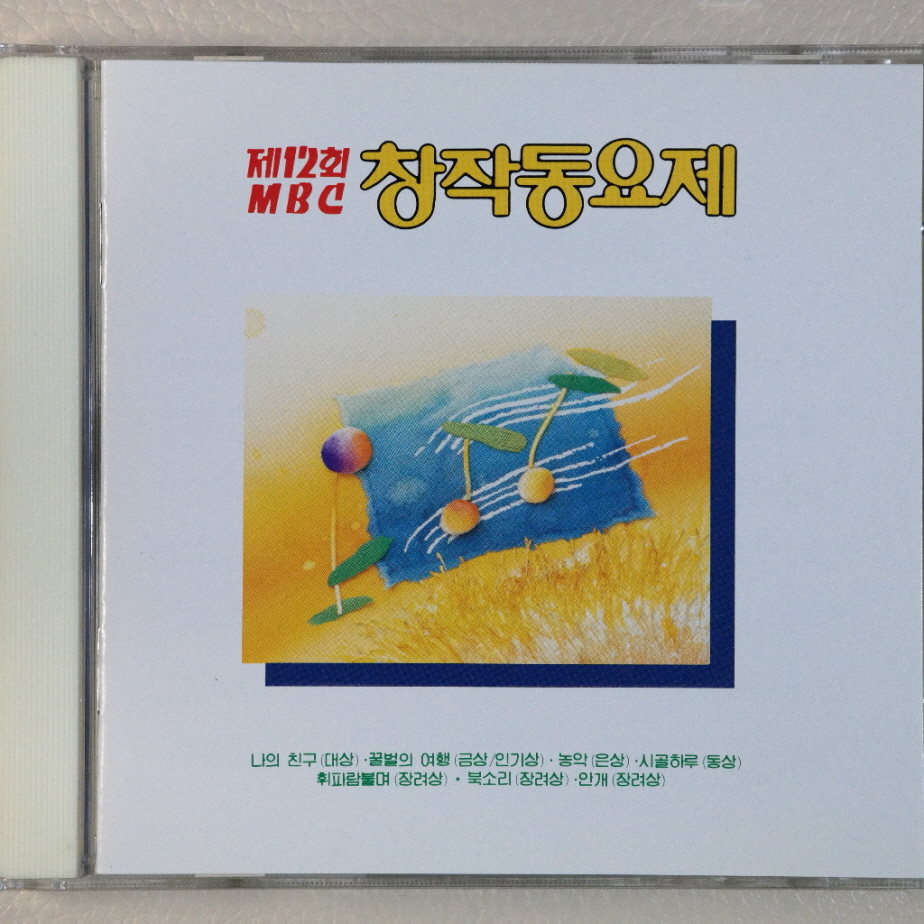 제12회
MBC
창작동요제
나의 친구(대상)·꿀벌의 여행(금상/인기상)·농악(은상)·시골하루(동상)
휘파람불며(장려상)·북소리(장려상)·안개(장려상)